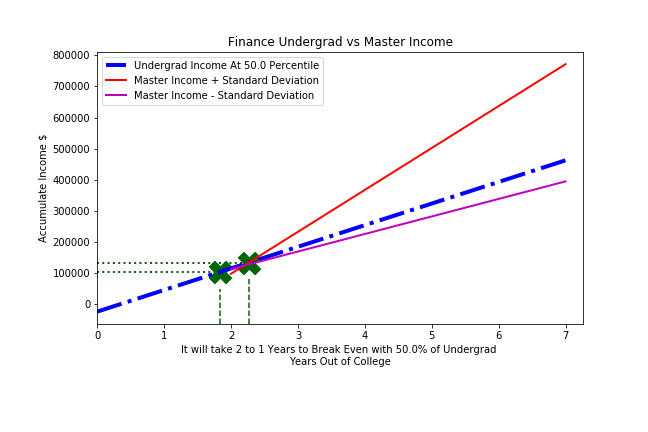 Finance Undergrad vs Master Income
Undergrad Income At 50.0 Percentile
Master Income + Standard Deviation
Master Income - Standard Deviation
Accumulate Income $
800000
700000
600000
500000
400000
300000
200000
100000
0
0 1 2 3 4 5 6 7
It will take 2 to 1 Years to Break Even with 50.0% of Undergrad
Years Out of College